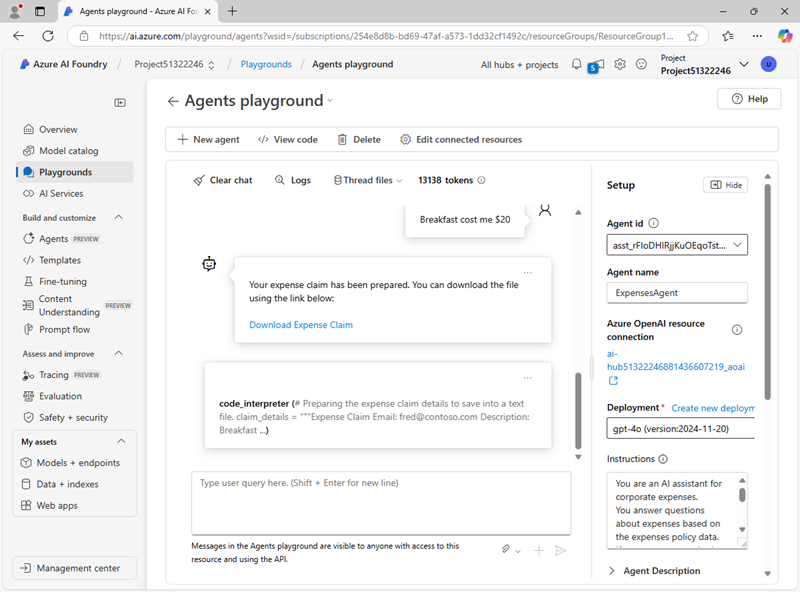 Agents playground - Azure AI Fou
https://ai.azure.com/playground/agents?wsid=/subscriptions/254e8d8b-bd69-47af-a573-1dd32cf1492c/resourceGroups/ResourceGroup1...
Azure AI Foundry / Project51322246 / Playgrounds / Agents playground
All hubs + projects
5
Project
Project51322246
U
Overview
Model catalog
Playgrounds
AI Services
Build and customize
Agents PREVIEW
Templates
Fine-tuning
Content
Understanding PREVIEW
Prompt flow
Assess and improve
Tracing PREVIEW
Evaluation
Safety + security
My assets
Models + endpoints
Data + indexes
Web apps
Management center
Agents playground
Help
New agent
View code
Delete
Edit connected resources
Clear chat
Logs
Thread files
13138 tokens
Breakfast cost me $20
Your expense claim has been prepared. You can download the file
using the link below:
Download Expense Claim
code_interpreter (# Preparing the expense claim details to save into a text
file. claim_details = """Expense Claim Email: fred@contoso.com Description:
Breakfast ...)
Type user query here. (Shift + Enter for new line)
Messages in the Agents playground are visible to anyone with access to this
resource and using the API.
Setup
Hide
Agent id
asst_rFIoDHIRjjKuOEqoTst...
Agent name
ExpensesAgent
Azure OpenAI resource
connection
ai-
hub51322246881436607219_aoai
Deployment* Create new deploym
gpt-4o (version:2024-11-20)
Instructions
You are an AI assistant for
corporate expenses.
You answer questions
about expenses based on
the expenses policy data.
Agent Description